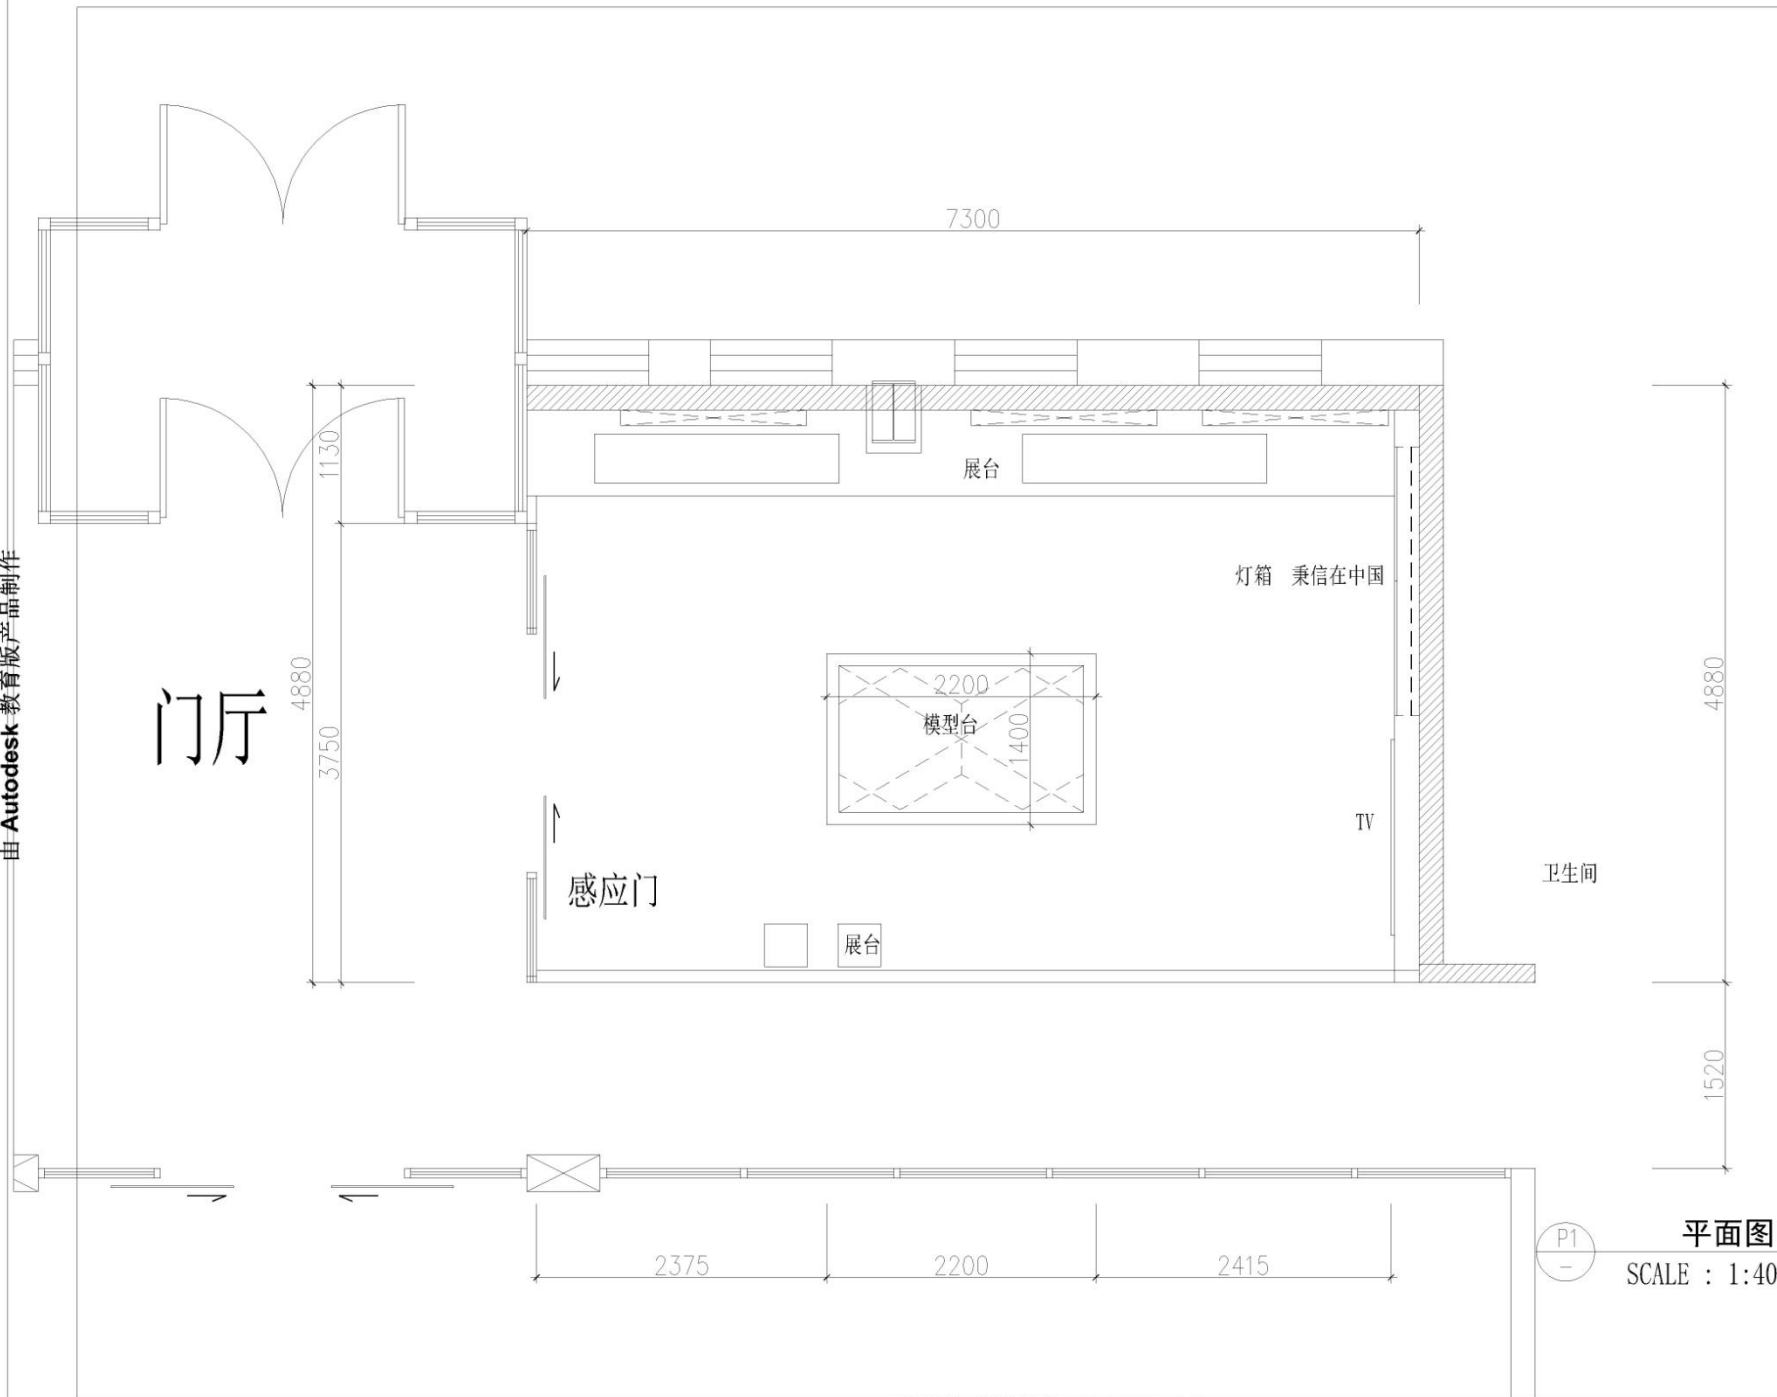 7300
1130
展台
灯箱 秉信在中国
由 Autodesk 教育版产品制作
门厅
4880
3750
2200
模型台
1400
4880
TV
感应门
卫生间
展台
1520
2375
2200
2415
P1
平面图
SCALE : 1:40